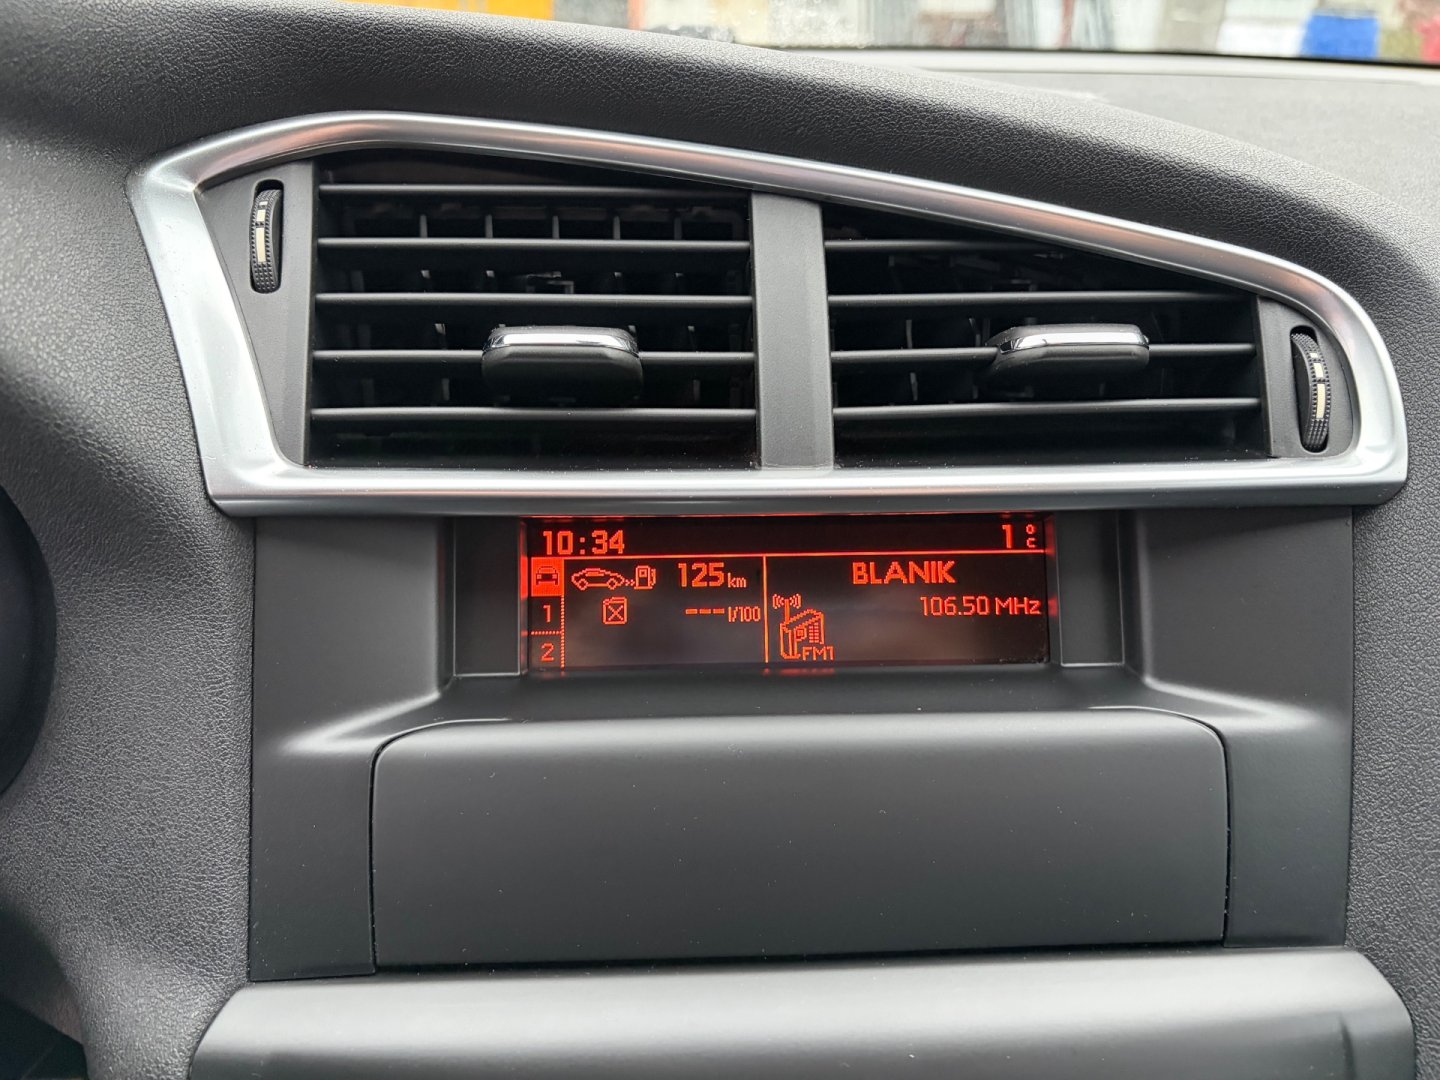 10:34 1 °C
125 km
1 ---l/100
2
BLANIK
106.50 MHz
FM1